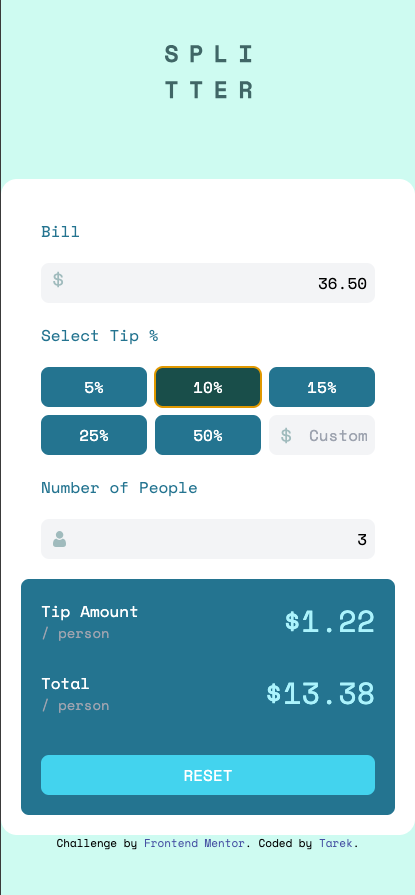 SPLI
TTER
Bill
$ 36.50
Select Tip %
5% 10% 15%
25% 50% $ Custom
Number of People
3
Tip Amount
/ person
$1.22
Total
/ person
$13.38
RESET
Challenge by Frontend Mentor. Coded by Tarek.